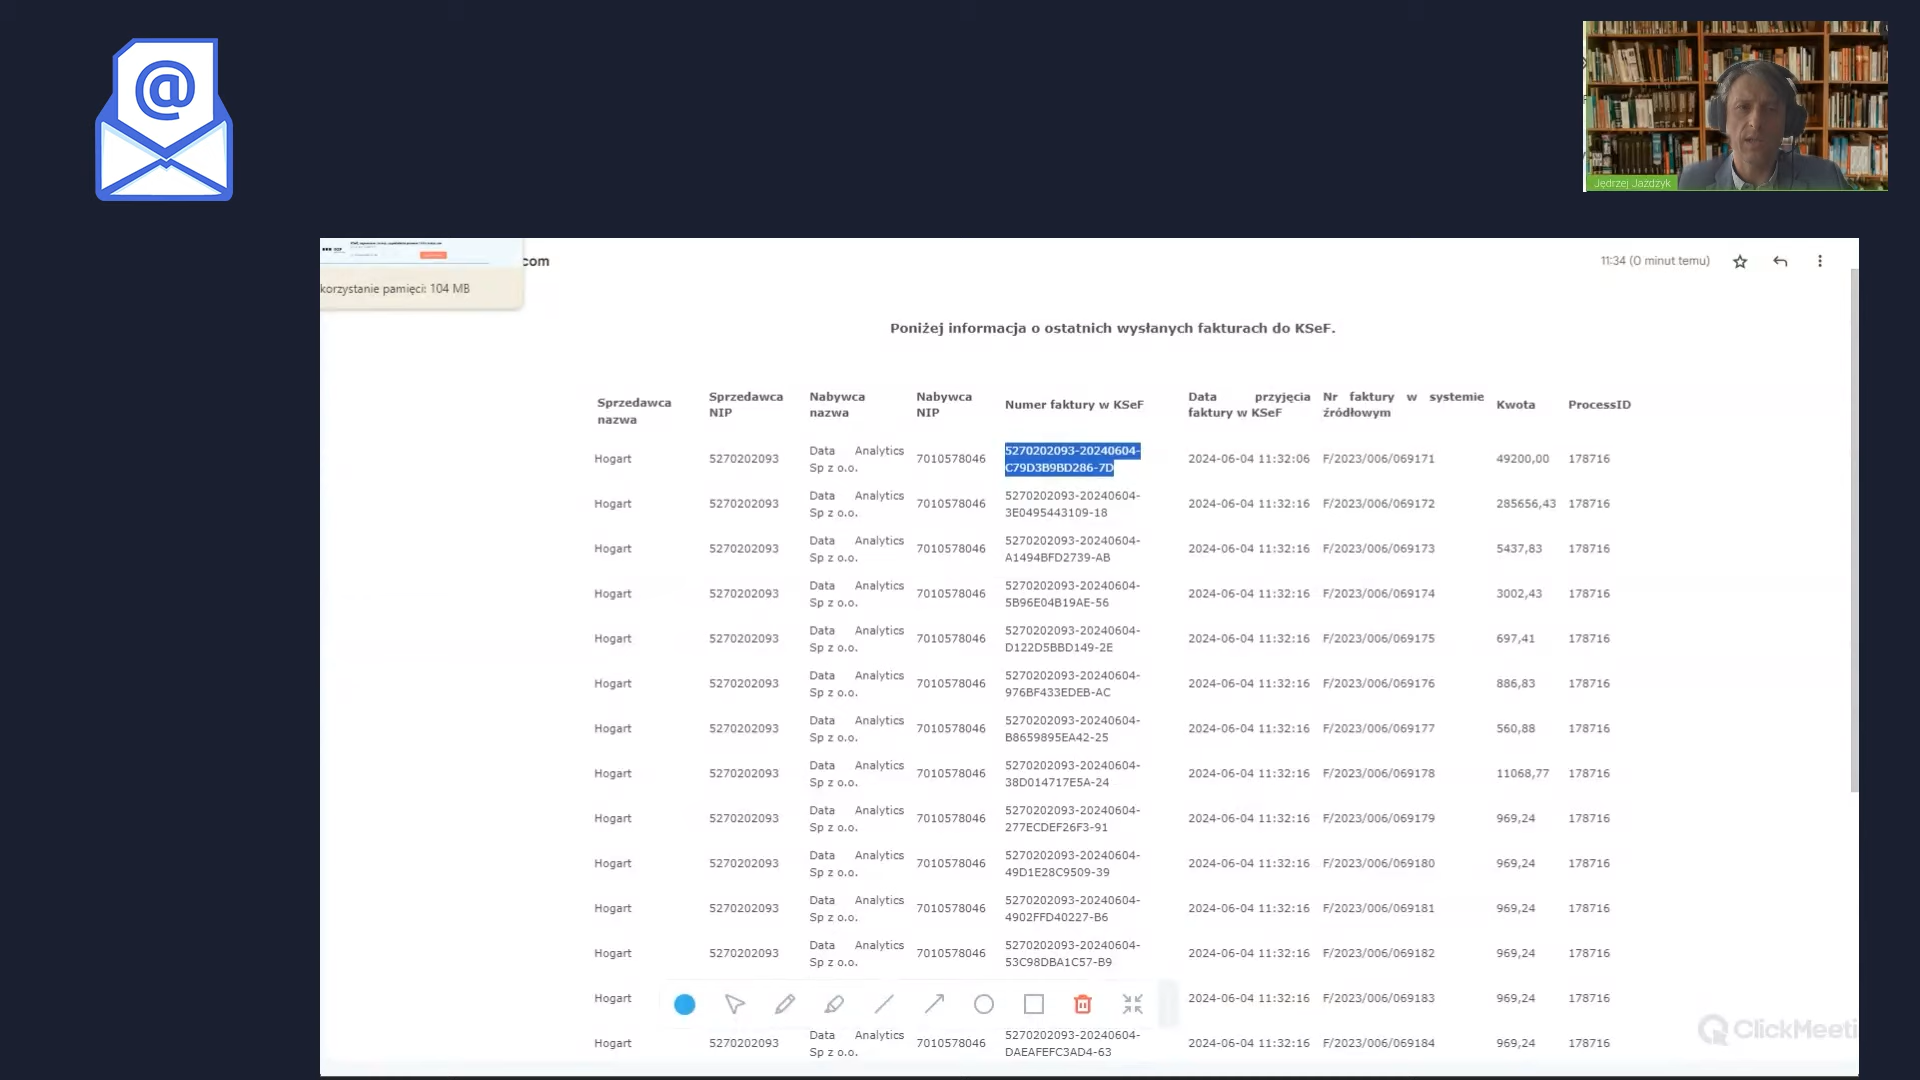 @
Jędrzej Jażdzyk
com
11:34 (0 minut temu)
korzystanie pamięci: 104 MB
Poniżej informacja o ostatnich wysłanych fakturach do KSeF.
Sprzedawca nazwa Sprzedawca NIP Nabywca nazwa Nabywca NIP Numer faktury w KSeF Data przyjęcia faktury w KSeF Nr faktury w systemie źródłowym Kwota ProcessID
Hogart 5270202093 Data Analytics Sp z o.o. 7010578046 5270202093-20240604-C79D3B9BD286-7D 2024-06-04 11:32:06 F/2023/006/069171 49200,00 178716
Hogart 5270202093 Data Analytics Sp z o.o. 7010578046 5270202093-20240604-3E0495443109-18 2024-06-04 11:32:16 F/2023/006/069172 285656,43 178716
Hogart 5270202093 Data Analytics Sp z o.o. 7010578046 5270202093-20240604-A1494BFD2739-AB 2024-06-04 11:32:16 F/2023/006/069173 5437,83 178716
Hogart 5270202093 Data Analytics Sp z o.o. 7010578046 5270202093-20240604-5B96E04B19AE-56 2024-06-04 11:32:16 F/2023/006/069174 3002,43 178716
Hogart 5270202093 Data Analytics Sp z o.o. 7010578046 5270202093-20240604-D122D5BBD149-2E 2024-06-04 11:32:16 F/2023/006/069175 697,41 178716
Hogart 5270202093 Data Analytics Sp z o.o. 7010578046 5270202093-20240604-976BF433EDEB-AC 2024-06-04 11:32:16 F/2023/006/069176 886,83 178716
Hogart 5270202093 Data Analytics Sp z o.o. 7010578046 5270202093-20240604-B8659895EA42-25 2024-06-04 11:32:16 F/2023/006/069177 560,88 178716
Hogart 5270202093 Data Analytics Sp z o.o. 7010578046 5270202093-20240604-38D014717E5A-24 2024-06-04 11:32:16 F/2023/006/069178 11068,77 178716
Hogart 5270202093 Data Analytics Sp z o.o. 7010578046 5270202093-20240604-277ECDEF26F3-91 2024-06-04 11:32:16 F/2023/006/069179 969,24 178716
Hogart 5270202093 Data Analytics Sp z o.o. 7010578046 5270202093-20240604-49D1E28C9509-39 2024-06-04 11:32:16 F/2023/006/069180 969,24 178716
Hogart 5270202093 Data Analytics Sp z o.o. 7010578046 5270202093-20240604-4902FFD40227-B6 2024-06-04 11:32:16 F/2023/006/069181 969,24 178716
Hogart 5270202093 Data Analytics Sp z o.o. 7010578046 5270202093-20240604-53C98DBA1C57-B9 2024-06-04 11:32:16 F/2023/006/069182 969,24 178716
Hogart 2024-06-04 11:32:16 F/2023/006/069183 969,24 178716
Hogart 5270202093 Data Analytics Sp z o.o. 7010578046 5270202093-20240604-DAEAFEFC3AD4-63 2024-06-04 11:32:16 F/2023/006/069184 969,24 178716
ClickMeeti